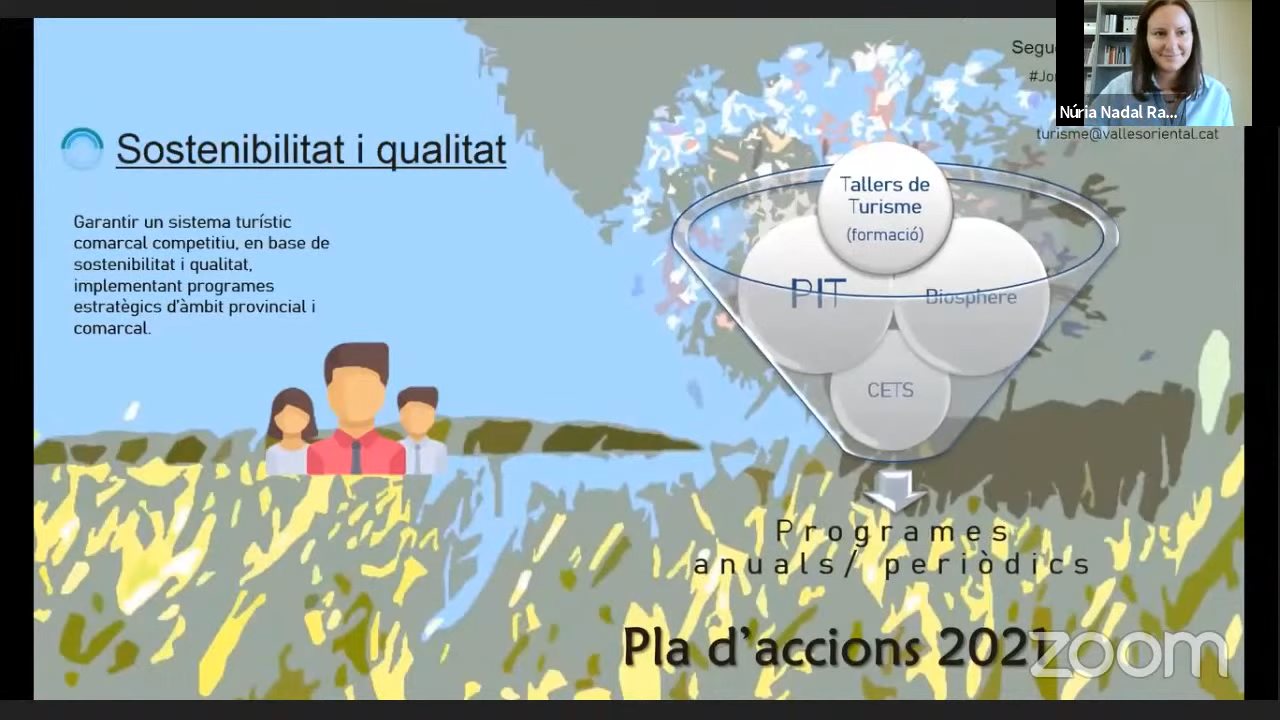 Segu
#Jo
Núria Nadal Ra...
turisme@vallesoriental.cat
Sostenibilitat i qualitat
Garantir un sistema turístic
comarcal competitiu, en base de
sostenibilitat i qualitat,
implementant programes
estratègics d'àmbit provincial i
comarcal.
Tallers de
Turisme
(formació)
PIT
Biosphere
CETS
Programes
anuals/ periòdics
Pla d'accions 2021
zoom